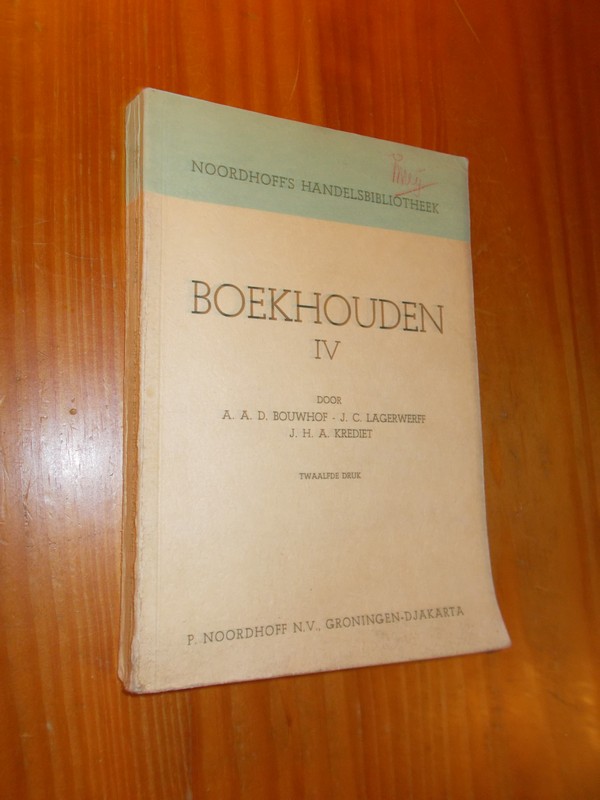 NOORDHOFF'S HANDELSBIBLIOTHEEK
BOEKHOUDEN
IV
DOOR
A. A. D. BOUWHOF - J. C. LAGERWERFF
J. H. A. KREDIET
TWAALFDE DRUK
P. NOORDHOFF N.V., GRONINGEN-DJAKARTA